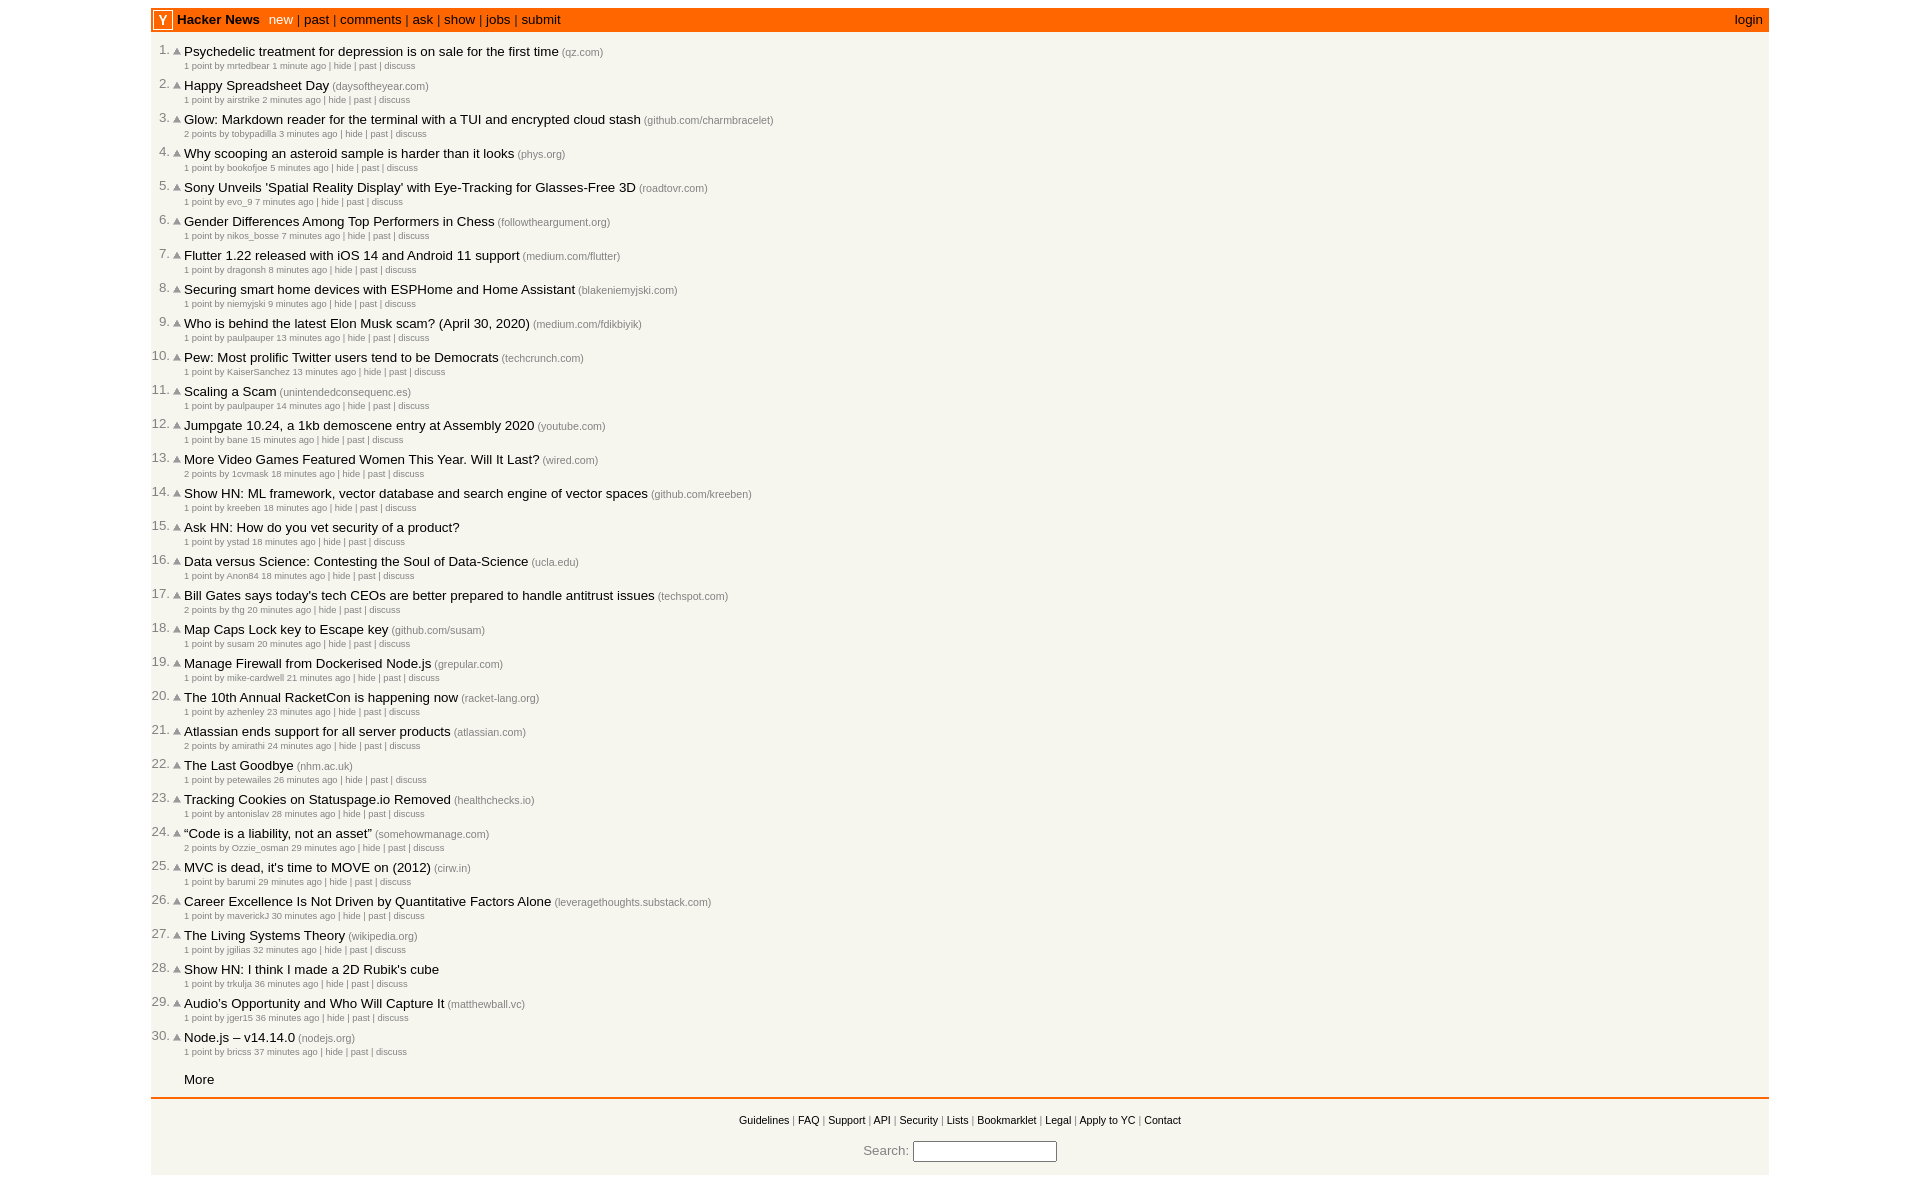 Y Hacker News new | past | comments | ask | show | jobs | submit login
1. Psychedelic treatment for depression is on sale for the first time (qz.com)
1 point by mrtedbear 1 minute ago | hide | past | discuss
2. Happy Spreadsheet Day (daysoftheyear.com)
1 point by airstrike 2 minutes ago | hide | past | discuss
3. Glow: Markdown reader for the terminal with a TUI and encrypted cloud stash (github.com/charmbracelet)
2 points by tobypadilla 3 minutes ago | hide | past | discuss
4. Why scooping an asteroid sample is harder than it looks (phys.org)
1 point by bookofjoe 5 minutes ago | hide | past | discuss
5. Sony Unveils 'Spatial Reality Display' with Eye-Tracking for Glasses-Free 3D (roadtovr.com)
1 point by evo_9 7 minutes ago | hide | past | discuss
6. Gender Differences Among Top Performers in Chess (followtheargument.org)
1 point by nikos_bosse 7 minutes ago | hide | past | discuss
7. Flutter 1.22 released with iOS 14 and Android 11 support (medium.com/flutter)
1 point by dragonsh 8 minutes ago | hide | past | discuss
8. Securing smart home devices with ESPHome and Home Assistant (blakeniemyjski.com)
1 point by niemyjski 9 minutes ago | hide | past | discuss
9. Who is behind the latest Elon Musk scam? (April 30, 2020) (medium.com/fdikbiyik)
1 point by paulpauper 13 minutes ago | hide | past | discuss
10. Pew: Most prolific Twitter users tend to be Democrats (techcrunch.com)
1 point by KaiserSanchez 13 minutes ago | hide | past | discuss
11. Scaling a Scam (unintendedconsequenc.es)
1 point by paulpauper 14 minutes ago | hide | past | discuss
12. Jumpgate 10.24, a 1kb demoscene entry at Assembly 2020 (youtube.com)
1 point by bane 15 minutes ago | hide | past | discuss
13. More Video Games Featured Women This Year. Will It Last? (wired.com)
2 points by 1cvmask 18 minutes ago | hide | past | discuss
14. Show HN: ML framework, vector database and search engine of vector spaces (github.com/kreeben)
1 point by kreeben 18 minutes ago | hide | past | discuss
15. Ask HN: How do you vet security of a product?
1 point by ystad 18 minutes ago | hide | past | discuss
16. Data versus Science: Contesting the Soul of Data-Science (ucla.edu)
1 point by Anon84 18 minutes ago | hide | past | discuss
17. Bill Gates says today's tech CEOs are better prepared to handle antitrust issues (techspot.com)
2 points by thg 20 minutes ago | hide | past | discuss
18. Map Caps Lock key to Escape key (github.com/susam)
1 point by susam 20 minutes ago | hide | past | discuss
19. Manage Firewall from Dockerised Node.js (grepular.com)
1 point by mike-cardwell 21 minutes ago | hide | past | discuss
20. The 10th Annual RacketCon is happening now (racket-lang.org)
1 point by azhenley 23 minutes ago | hide | past | discuss
21. Atlassian ends support for all server products (atlassian.com)
2 points by amirathi 24 minutes ago | hide | past | discuss
22. The Last Goodbye (nhm.ac.uk)
1 point by petewailes 26 minutes ago | hide | past | discuss
23. Tracking Cookies on Statuspage.io Removed (healthchecks.io)
1 point by antonislav 28 minutes ago | hide | past | discuss
24. “Code is a liability, not an asset” (somehowmanage.com)
2 points by Ozzie_osman 29 minutes ago | hide | past | discuss
25. MVC is dead, it's time to MOVE on (2012) (cirw.in)
1 point by barumi 29 minutes ago | hide | past | discuss
26. Career Excellence Is Not Driven by Quantitative Factors Alone (leveragethoughts.substack.com)
1 point by maverickJ 30 minutes ago | hide | past | discuss
27. The Living Systems Theory (wikipedia.org)
1 point by jgilias 32 minutes ago | hide | past | discuss
28. Show HN: I think I made a 2D Rubik's cube
1 point by trkulja 36 minutes ago | hide | past | discuss
29. Audio’s Opportunity and Who Will Capture It (matthewball.vc)
1 point by jger15 36 minutes ago | hide | past | discuss
30. Node.js – v14.14.0 (nodejs.org)
1 point by bricss 37 minutes ago | hide | past | discuss
More
Guidelines | FAQ | Support | API | Security | Lists | Bookmarklet | Legal | Apply to YC | Contact
Search: